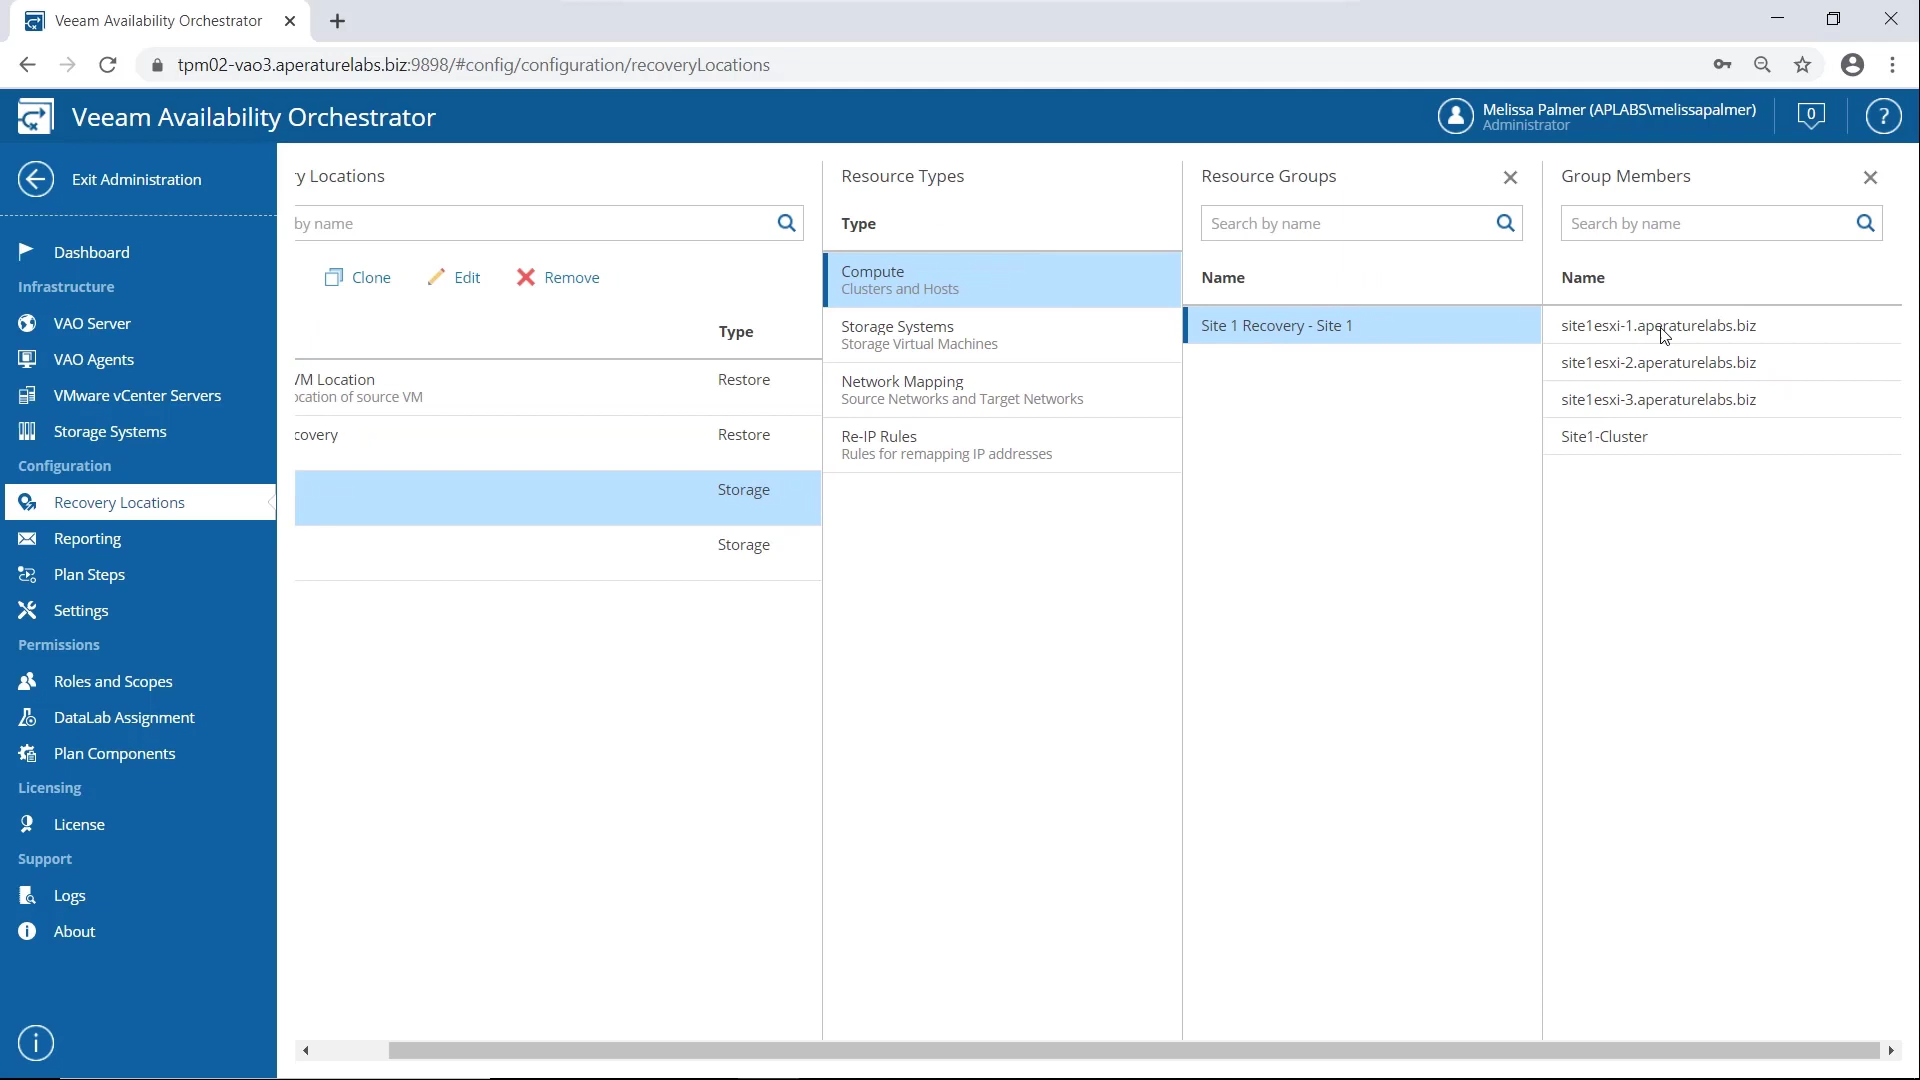 Veeam Availability Orchestrator
tpm02-vao3.aperaturelabs.biz:9898/#config/configuration/recoveryLocations
Veeam Availability Orchestrator
Melissa Palmer (APLABS\melissapalmer)
Administrator
0
?
Exit Administration
Dashboard
Infrastructure
VAO Server
VAO Agents
VMware vCenter Servers
Storage Systems
Configuration
Recovery Locations
Reporting
Plan Steps
Settings
Permissions
Roles and Scopes
DataLab Assignment
Plan Components
Licensing
License
Support
Logs
About
y Locations
by name
Clone
Edit
Remove
Type
VM Location
ocation of source VM
Restore
covery
Restore
Storage
Storage
Resource Types
Type
Compute
Clusters and Hosts
Storage Systems
Storage Virtual Machines
Network Mapping
Source Networks and Target Networks
Re-IP Rules
Rules for remapping IP addresses
Resource Groups
Search by name
Name
Site 1 Recovery - Site 1
Group Members
Search by name
Name
site1esxi-1.aperaturelabs.biz
site1esxi-2.aperaturelabs.biz
site1esxi-3.aperaturelabs.biz
Site1-Cluster